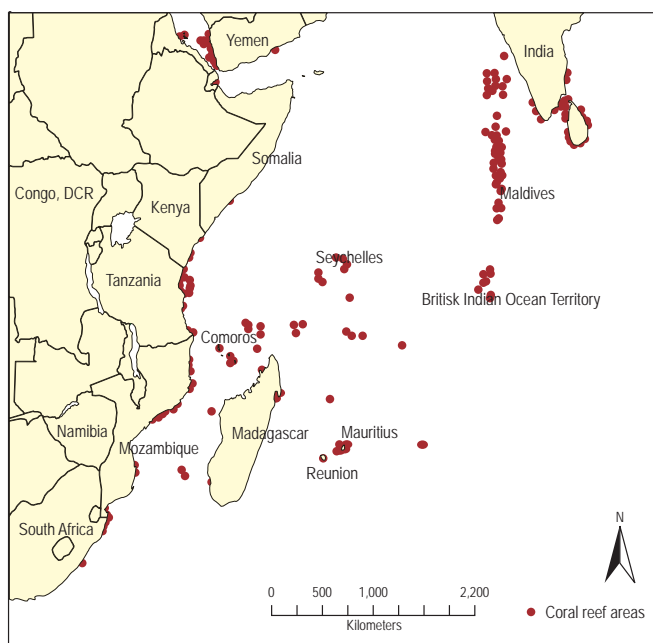 Yemen
India
Somalia
Congo, DCR
Kenya
Maldives
Seychelles
Tanzania
Britisk Indian Ocean Territory
Comoros
Namibia
Madagascar
Mauritius
Mozambique
Reunion
South Africa
N
0 500 1,000 2,200
Kilometers
Coral reef areas